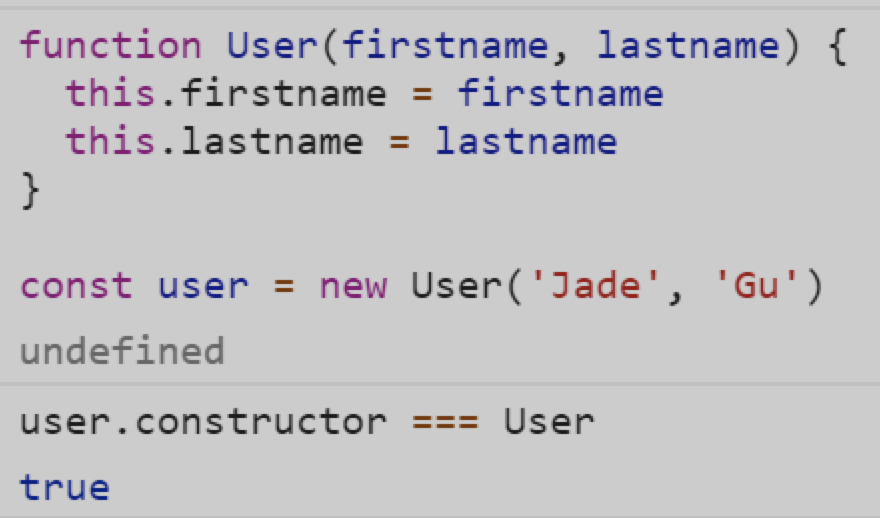 function User(firstname, lastname) {
  this.firstname = firstname
  this.lastname = lastname
}
const user = new User('Jade', 'Gu')
undefined
user.constructor === User
true